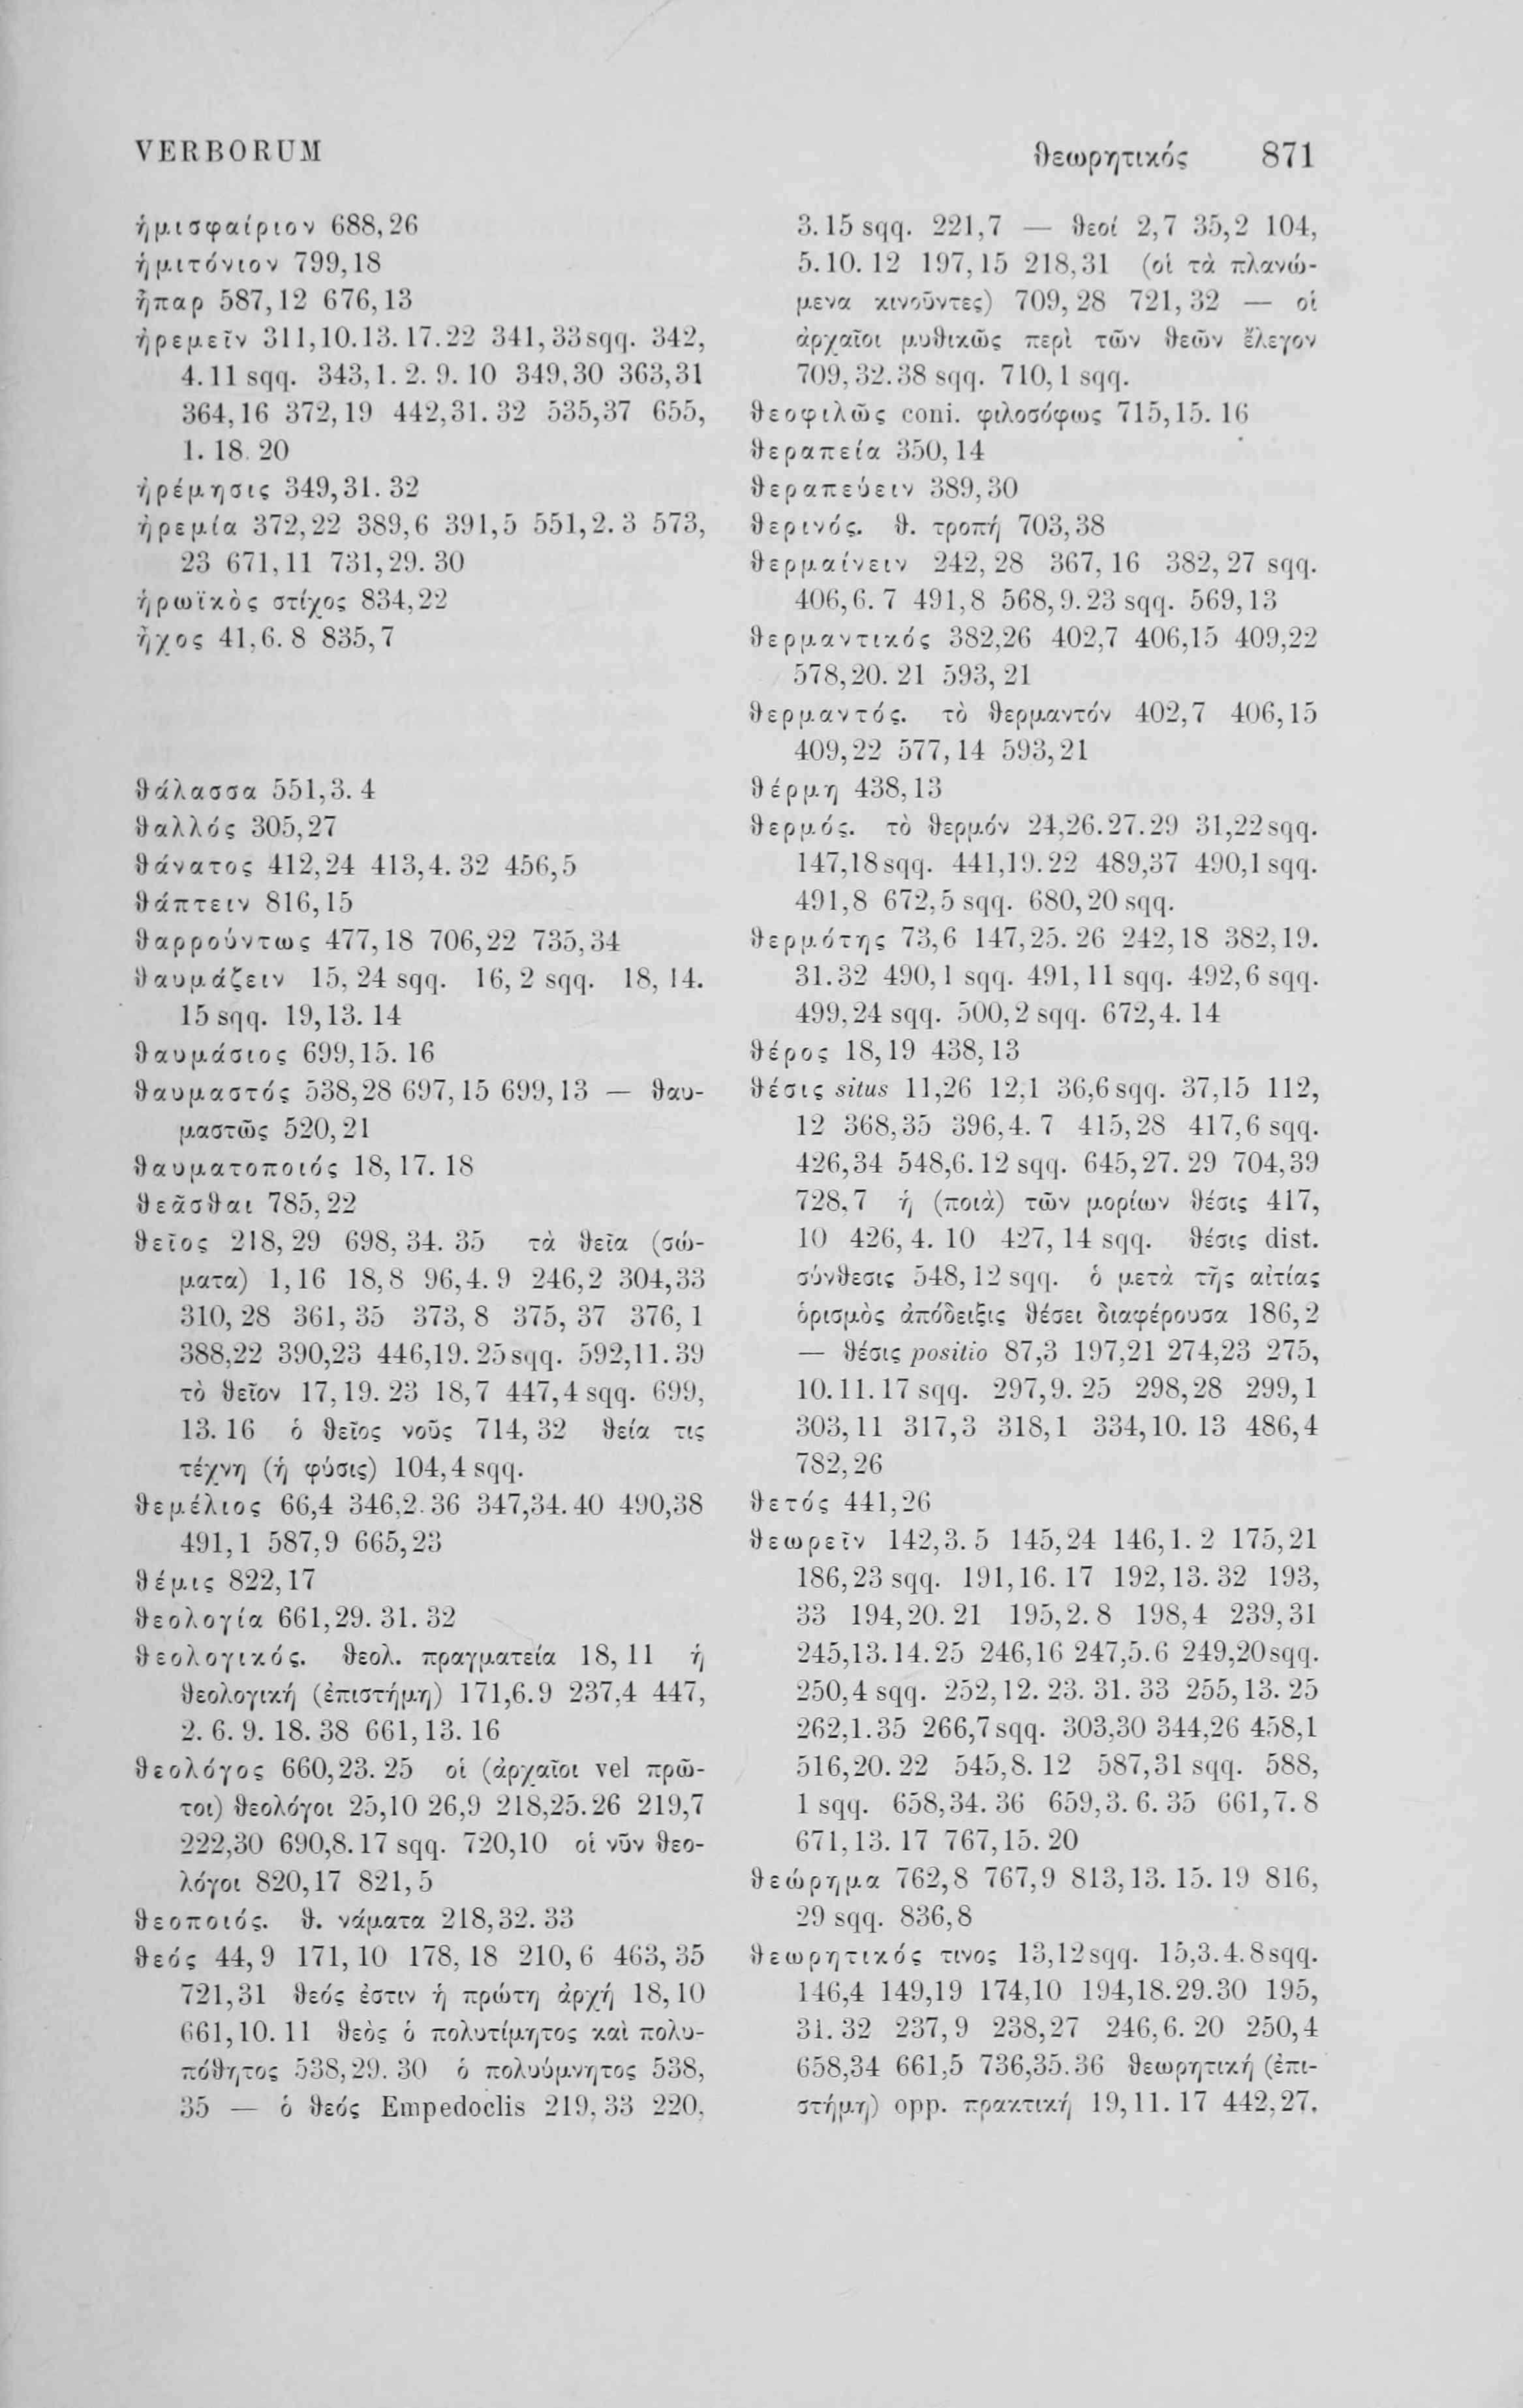 VERBORUM
ϑεωρητικός 871
ἡμισφαίριον 688,26
ἡμιτόνιον 799,18
ἧπαρ 587,12 676,13
ἠρεμεῖν 311,10.13.17.22 341,33sqq. 342,
4.11 sqq. 343,1. 2. 9. 10 349,30 363,31
364,16 372,19 442,31. 32 535,37 655,
1. 18. 20
ἠρέμησις 349,31. 32
ἠρεμία 372,22 389,6 391,5 551,2. 3 573,
23 671,11 731,29. 30
ἡρωϊκὸς στίχος 834,22
ἦχος 41,6. 8 835,7
ϑάλασσα 551,3. 4
ϑαλλός 305,27
ϑάνατος 412,24 413,4. 32 456,5
ϑάπτειν 816,15
ϑαρρούντως 477,18 706,22 735,34
ϑαυμάζειν 15, 24 sqq. 16, 2 sqq. 18, 14.
15 sqq. 19,13. 14
ϑαυμάσιος 699,15. 16
ϑαυμαστός 538,28 697,15 699,13 — ϑαυ-
μαστῶς 520,21
ϑαυματοποιός 18,17. 18
ϑεᾶσϑαι 785,22
ϑεῖος 218, 29 698, 34. 35 τὰ ϑεῖα (σώ-
ματα) 1,16 18,8 96,4. 9 246,2 304,33
310, 28 361, 35 373, 8 375, 37 376, 1
388,22 390,23 446,19. 25sqq. 592,11. 39
τὸ ϑεῖον 17,19. 23 18,7 447,4 sqq. 699,
13. 16 ὁ ϑεῖος νοῦς 714, 32 ϑεία τις
τέχνη (ἡ φύσις) 104,4 sqq.
ϑεμέλιος 66,4 346,2. 36 347,34. 40 490,38
491,1 587,9 665,23
ϑέμις 822,17
ϑεολογία 661,29. 31. 32
ϑεολογικός. ϑεολ. πραγματεία 18, 11 ἡ
ϑεολογική (ἐπιστήμη) 171,6.9 237,4 447,
2. 6. 9. 18. 38 661,13. 16
ϑεολόγος 660,23. 25 οἱ (ἀρχαῖοι vel πρῶ-
τοι) ϑεολόγοι 25,10 26,9 218,25.26 219,7
222,30 690,8. 17 sqq. 720,10 οἱ νῦν ϑεο-
λόγοι 820,17 821,5
ϑεοποιός. ϑ. νάματα 218,32. 33
ϑεός 44, 9 171, 10 178, 18 210, 6 463, 35
721,31 ϑεός ἐστιν ἡ πρώτη ἀρχή 18,10
661,10. 11 ϑεὸς ὁ πολυτίμητος καὶ πολυ-
πόϑητος 538,29. 30 ὁ πολυύμνητος 538,
35 — ὁ ϑεός Empedoclis 219,33 220,
3. 15 sqq. 221,7 — ϑεοί 2,7 35,2 104,
5. 10. 12 197,15 218,31 (οἱ τὰ πλανώ-
μενα κινοῦντες) 709, 28 721, 32 — οἱ
ἀρχαῖοι μυϑικῶς περὶ τῶν ϑεῶν ἔλεγον
709, 32.38 sqq. 710, 1 sqq.
ϑεοφιλῶς coni. φιλοσόφως 715,15. 16
ϑεραπεία 350, 14
ϑεραπεύειν 389,30
ϑερινός. ϑ. τροπή 703,38
ϑερμαίνειν 242, 28 367, 16 382, 27 sqq.
406,6. 7 491,8 568,9.23 sqq. 569,13
ϑερμαντικός 382,26 402,7 406,15 409,22
578,20. 21 593, 21
ϑερμαντός. τὸ ϑερμαντόν 402,7 406,15
409,22 577,14 593,21
ϑέρμη 438,13
ϑερμός. τὸ ϑερμόν 24,26.27.29 31,22sqq.
147,18sqq. 441,19.22 489,37 490,1 sqq.
491,8 672,5 sqq. 680,20 sqq.
ϑερμότης 73,6 147,25. 26 242,18 382,19.
31.32 490,1 sqq. 491,11 sqq. 492,6 sqq.
499,24 sqq. 500,2 sqq. 672,4. 14
ϑέρος 18,19 438,13
ϑέσις situs 11,26 12,1 36,6sqq. 37,15 112,
12 368,35 396,4. 7 415,28 417,6 sqq.
426,34 548,6.12 sqq. 645,27. 29 704,39
728,7 ἡ (ποιὰ) τῶν μορίων ϑέσις 417,
10 426, 4. 10 427, 14 sqq. ϑέσις dist.
σύνϑεσις 548,12 sqq. ὁ μετὰ τῆς αἰτίας
ὁρισμὸς ἀπόδειξις ϑέσει διαφέρουσα 186,2
— ϑέσις positio 87,3 197,21 274,23 275,
10. 11. 17 sqq. 297,9. 25 298,28 299,1
303,11 317,3 318,1 334,10. 13 486,4
782,26
ϑετός 441,26
ϑεωρεῖν 142,3. 5 145,24 146,1. 2 175,21
186,23 sqq. 191,16. 17 192,13. 32 193,
33 194,20. 21 195,2. 8 198,4 239,31
245,13.14.25 246,16 247,5.6 249,20sqq.
250,4 sqq. 252,12. 23. 31. 33 255,13. 25
262,1.35 266,7sqq. 303,30 344,26 458,1
516,20. 22 545,8. 12 587,31 sqq. 588,
1 sqq. 658,34. 36 659,3. 6. 35 661,7. 8
671,13. 17 767,15. 20
ϑεώρημα 762,8 767,9 813,13. 15. 19 816,
29 sqq. 836,8
ϑεωρητικός τινος 13,12sqq. 15,3.4.8sqq.
146,4 149,19 174,10 194,18.29.30 195,
31. 32 237,9 238,27 246,6. 20 250,4
658,34 661,5 736,35. 36 ϑεωρητική (ἐπι-
στήμη) opp. πρακτική 19,11. 17 442,27.